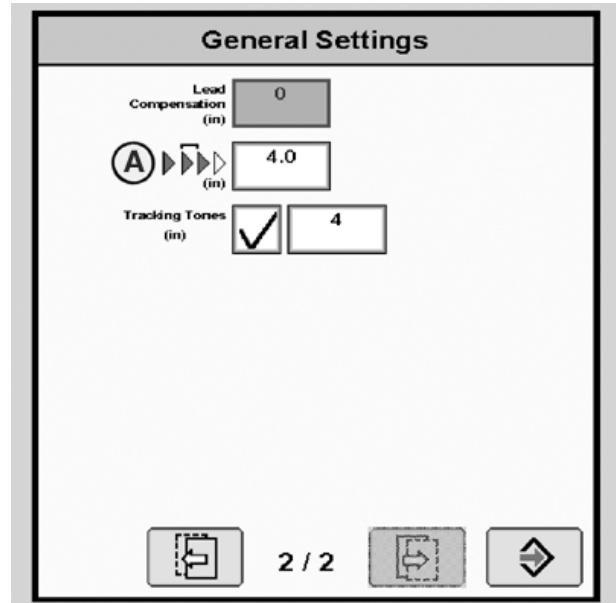 General Settings
Lead
Compensation
(in)
0
A
(in)
4.0
Tracking Tones
(in)
4
2 / 2